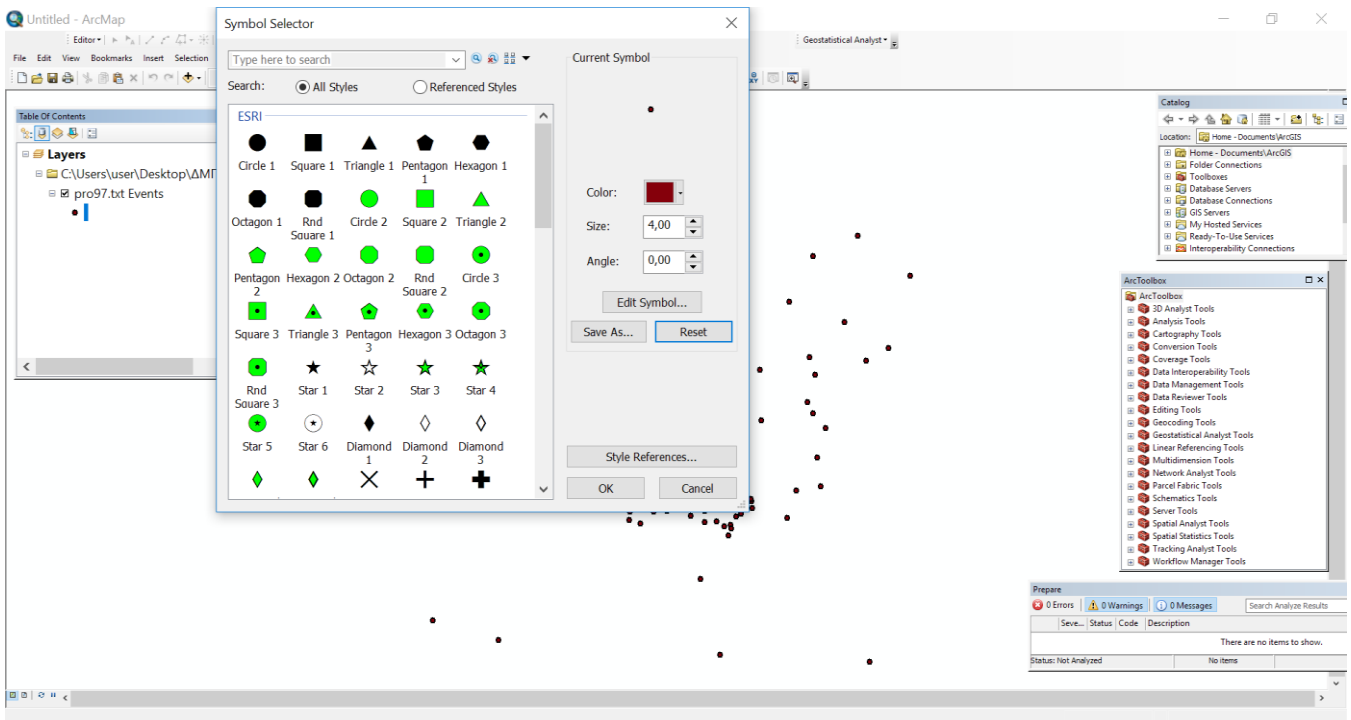 Untitled - ArcMap
Editor
Geostatistical Analyst
File Edit View Bookmarks Insert Selection
Table Of Contents
Layers
C:\Users\user\Desktop\ΔΜΓ
pro97.txt Events
Symbol Selector
Type here to search
Search: All Styles Referenced Styles
ESRI
Circle 1 Square 1 Triangle 1 Pentagon 1 Hexagon 1
Octagon 1 Rnd Square 1 Circle 2 Square 2 Triangle 2
Pentagon 2 Hexagon 2 Octagon 2 Rnd Square 2 Circle 3
Square 3 Triangle 3 Pentagon 3 Hexagon 3 Octagon 3
Rnd Square 3 Star 1 Star 2 Star 3 Star 4
Star 5 Star 6 Diamond 1 Diamond 2 Diamond 3
Current Symbol
Color:
Size: 4,00
Angle: 0,00
Edit Symbol...
Save As... Reset
Style References...
OK Cancel
Catalog
Location: Home - Documents\ArcGIS
Home - Documents\ArcGIS
Folder Connections
Toolboxes
Database Servers
Database Connections
GIS Servers
My Hosted Services
Ready-To-Use Services
Interoperability Connections
ArcToolbox
ArcToolbox
3D Analyst Tools
Analysis Tools
Cartography Tools
Conversion Tools
Coverage Tools
Data Interoperability Tools
Data Management Tools
Data Reviewer Tools
Editing Tools
Geocoding Tools
Geostatistical Analyst Tools
Linear Referencing Tools
Multidimension Tools
Network Analyst Tools
Parcel Fabric Tools
Schematics Tools
Server Tools
Spatial Analyst Tools
Spatial Statistics Tools
Tracking Analyst Tools
Workflow Manager Tools
Prepare
0 Errors 0 Warnings 0 Messages Search Analyze Results
Seve... Status Code Description
There are no items to show.
Status: Not Analyzed No items